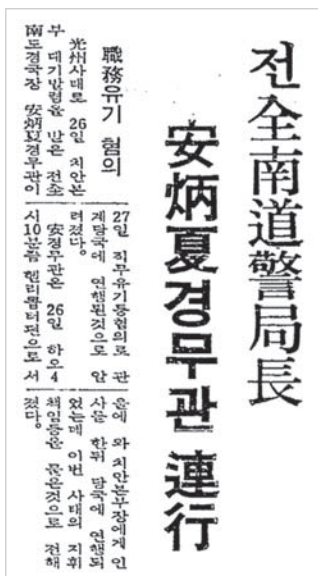 전全南道警局長
安炳夏경무관 連行
職務유기 혐의
光州사태로 26일 치안본
부 대기발령을 받은 전全
南도경국장 安炳夏경무관이
27일 직무유기등혐의로 관
계당국에 연행된것으로 알
려졌다。
安경무관은 26일 하오4
시10분쯤 헬리콥터편으로 서
울에 와 치안본부장에게 인
사를 한뒤 당국에 연행되
었는데 이번 사태의 지휘
책임등을 물은것으로 전해
졌다。